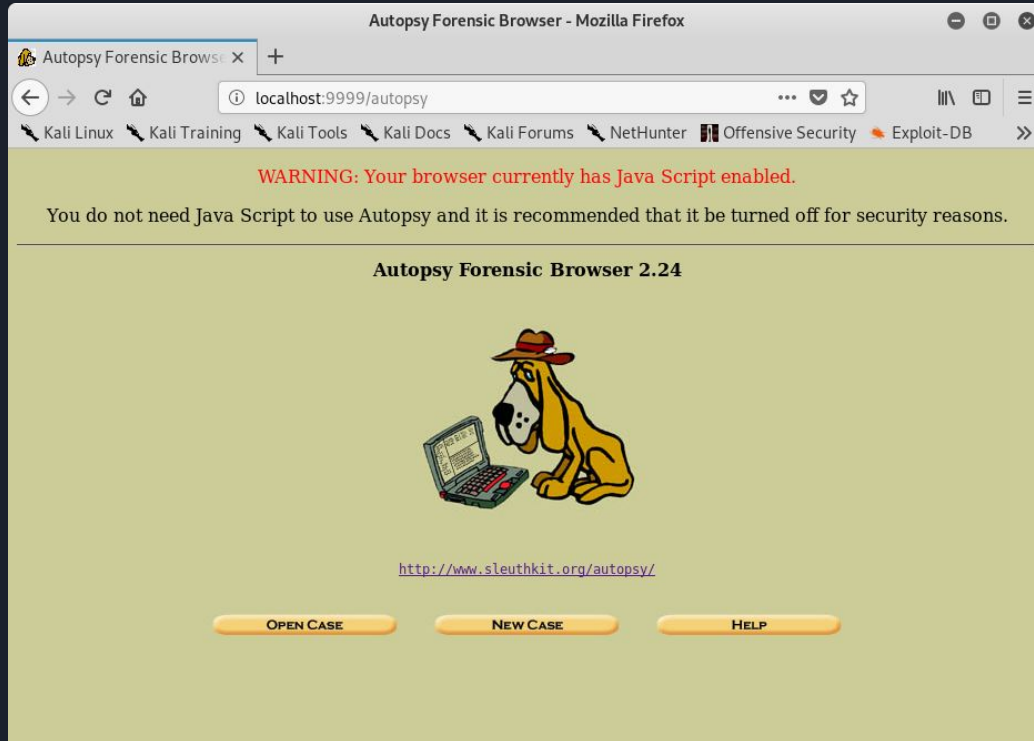 Autopsy Forensic Browser - Mozilla Firefox
Autopsy Forensic Browse
localhost:9999/autopsy
Kali Linux Kali Training Kali Tools Kali Docs Kali Forums NetHunter Offensive Security Exploit-DB
WARNING: Your browser currently has Java Script enabled.
You do not need Java Script to use Autopsy and it is recommended that it be turned off for security reasons.
Autopsy Forensic Browser 2.24
http://www.sleuthkit.org/autopsy/
OPEN CASE NEW CASE HELP